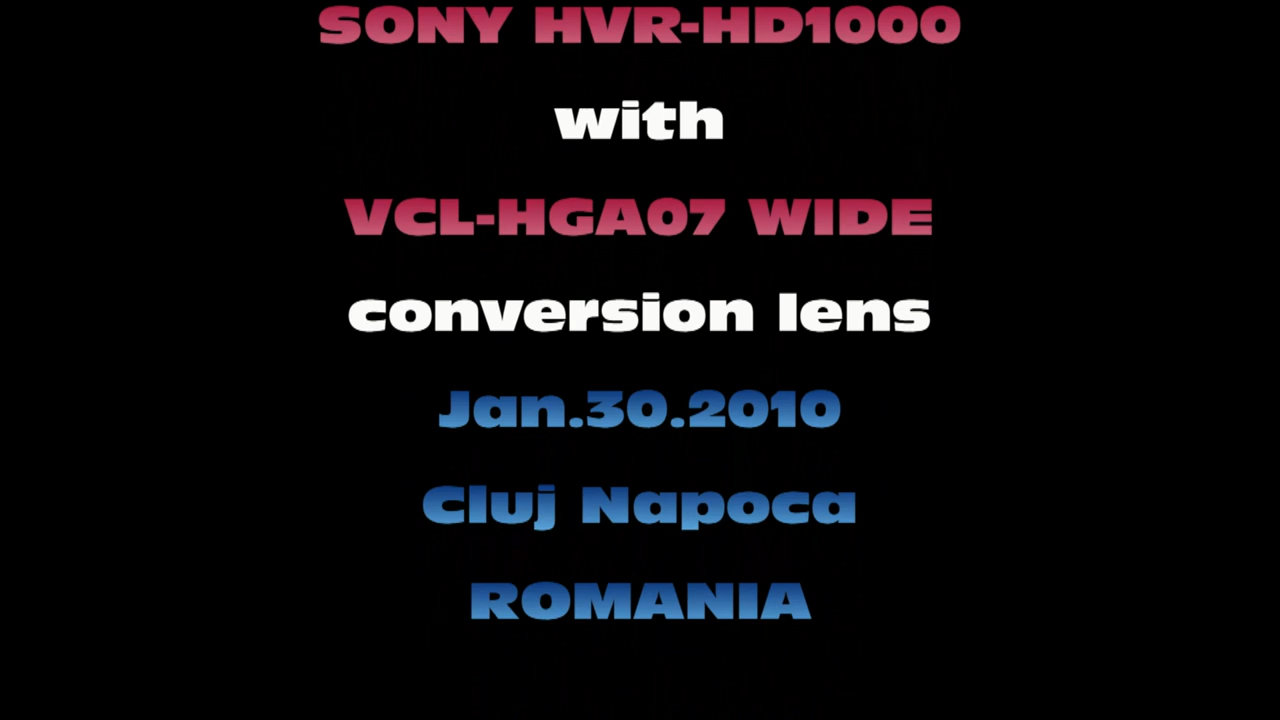 SONY HVR-HD1000
with
VCL-HGA07 WIDE
conversion lens
Jan.30.2010
Cluj Napoca
ROMANIA